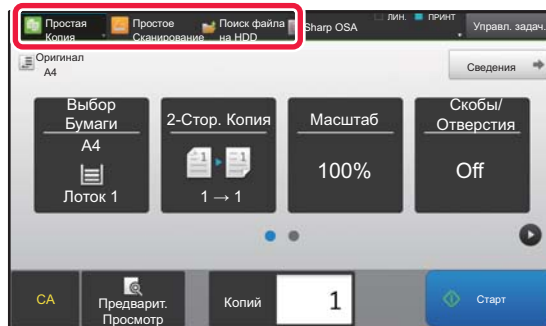 Простая
Копия
Простое
Сканирование
Поиск файла
на HDD
Sharp OSA
ЛИН.
ПРИНТ
Управл. задач.
Оригинал
A4
Сведения
Выбор
Бумаги
A4
Лоток 1
2-Стор. Копия
1
1
1 → 1
Масштаб
100%
Скобы/
Отверстия
Off
CA
Предварит.
Просмотр
Копий
1
Старт